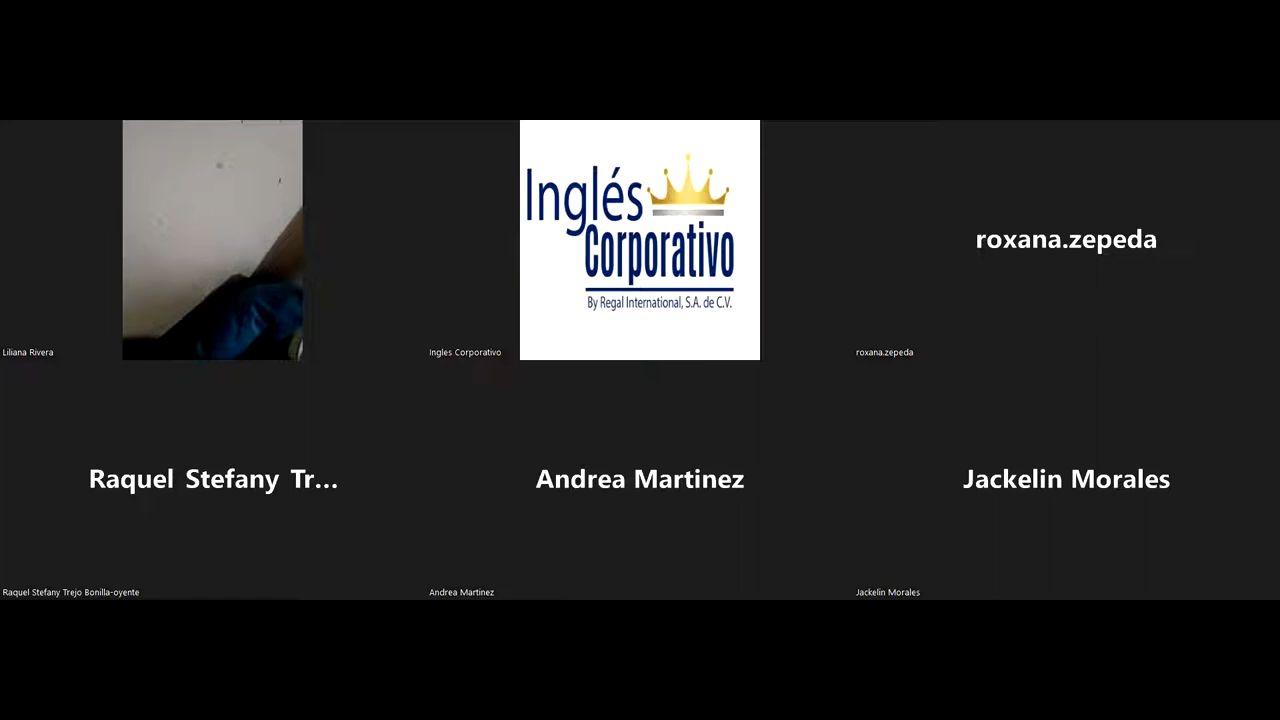 Inglés
Corporativo
By Regal International, S.A. de C.V.
roxana.zepeda
Liliana Rivera
Ingles Corporativo
roxana.zepeda
Raquel Stefany Tr...
Andrea Martinez
Jackelin Morales
Raquel Stefany Trejo Bonilla-oyente
Andrea Martinez
Jackelin Morales